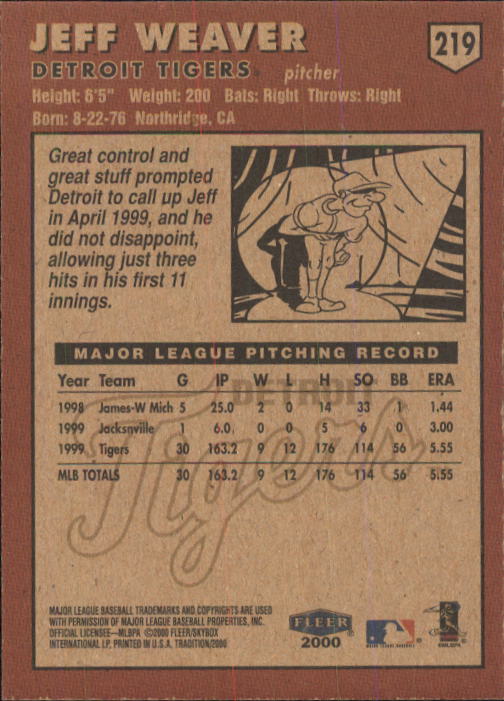 JEFF WEAVER
219
DETROIT TIGERS pitcher
Height: 6'5" Weight: 200 Bats: Right Throws: Right
Born: 8-22-76 Northridge, CA
Great control and
great stuff prompted
Detroit to call up Jeff
in April 1999, and he
did not disappoint,
allowing just three
hits in his first 11
innings.
MAJOR LEAGUE PITCHING RECORD
Year Team G IP W L H SO BB ERA
1998 James-W Mich 5 25.0 2 0 14 33 1 1.44
1999 Jacksnville 1 6.0 0 0 5 6 0 3.00
1999 Tigers 30 163.2 9 12 176 114 56 5.55
MLB TOTALS 30 163.2 9 12 176 114 56 5.55
DETROIT
Tigers
MAJOR LEAGUE BASEBALL TRADEMARKS AND COPYRIGHTS ARE USED
WITH PERMISSION OF MAJOR LEAGUE BASEBALL PROPERTIES, INC.
OFFICIAL LICENSEE—MLBPA ©2000 FLEER/SKYBOX
INTERNATIONAL LP. PRINTED IN U.S.A. TRADITION/2000
FLEER
2000
MAJOR LEAGUE BASEBALL
©MLBPA